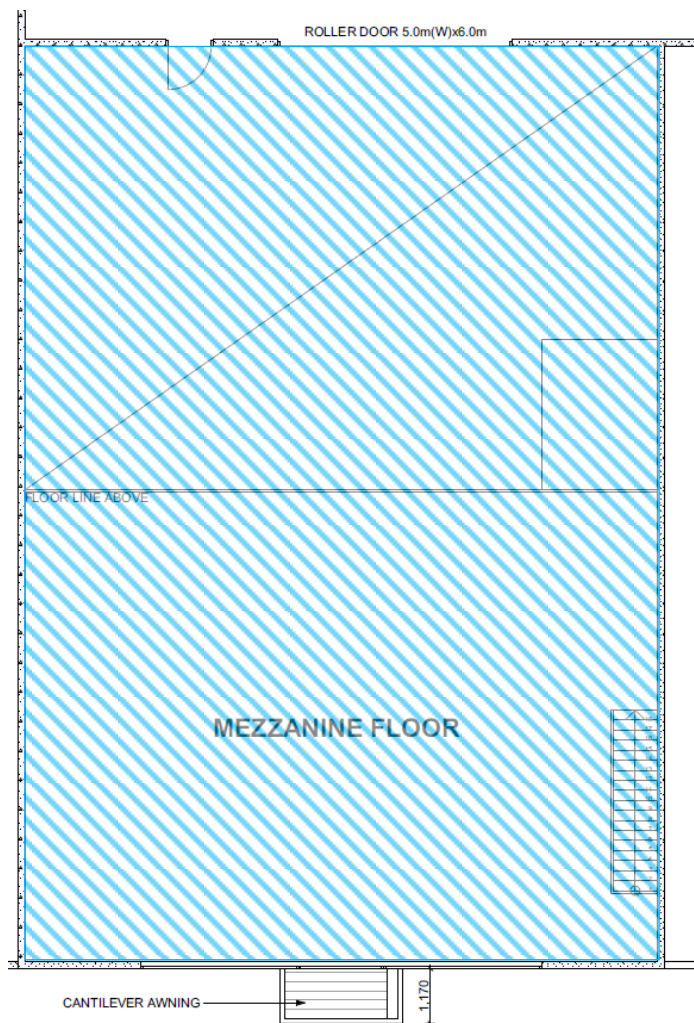 ROLLER DOOR 5.0m(W)x6.0m
FLOOR LINE ABOVE
MEZZANINE FLOOR
CANTILEVER AWNING
1,170